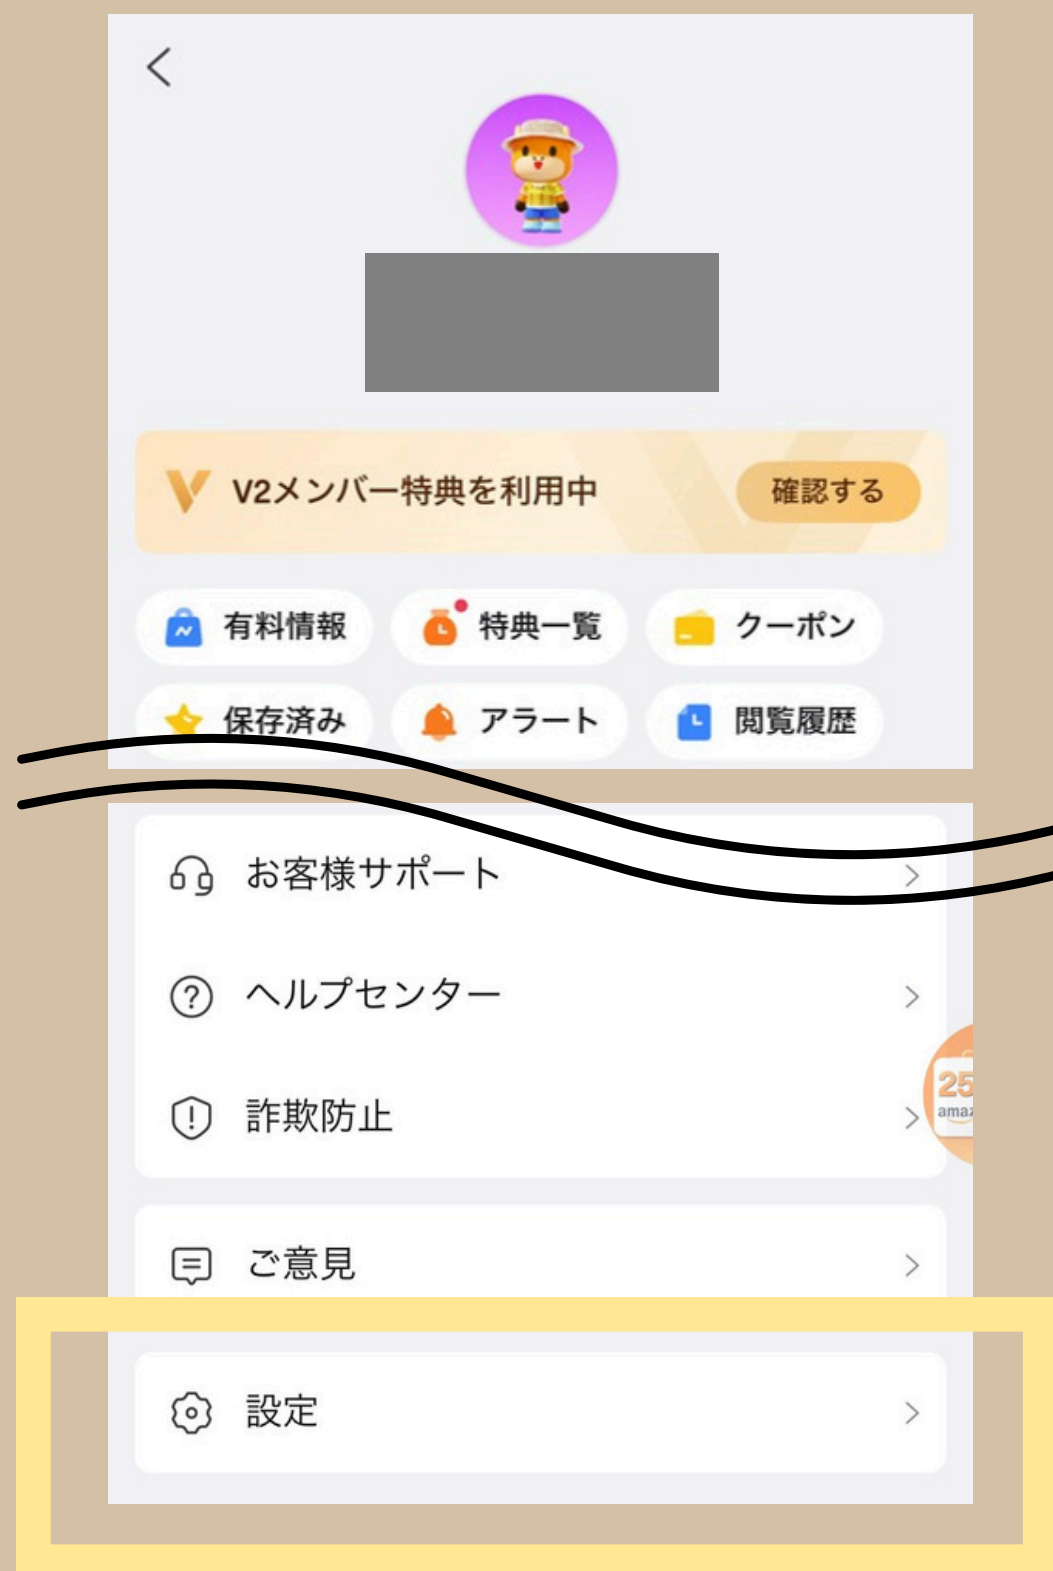 V2メンバー特典を利用中
確認する
有料情報
特典一覧
クーポン
保存済み
アラート
閲覧履歴
お客様サポート
ヘルプセンター
詐欺防止
25
ama
ご意見
設定